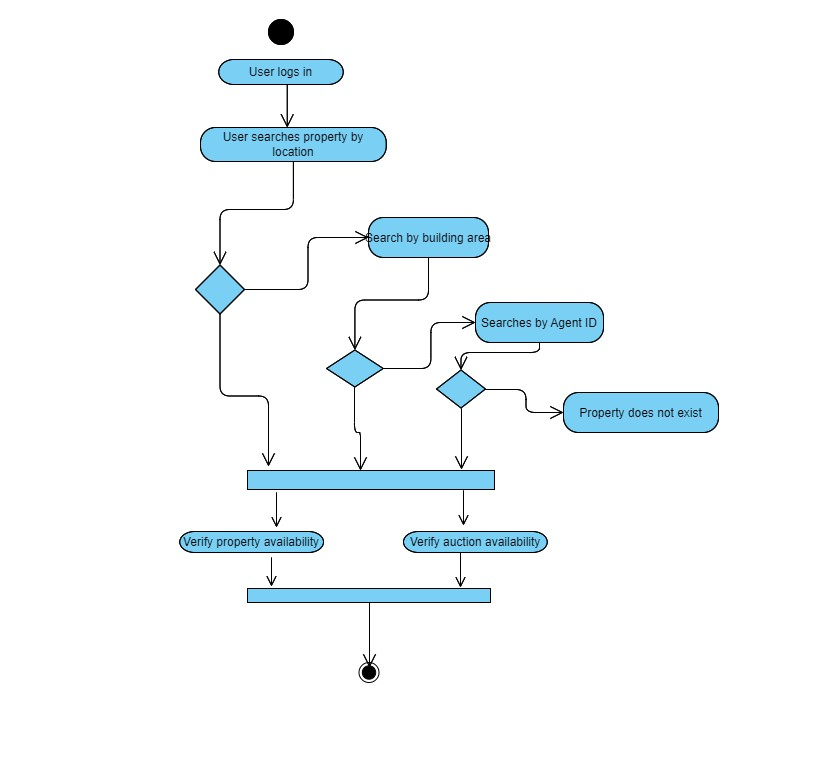 User logs in
User searches property by
location
Search by building area
Searches by Agent ID
Property does not exist
Verify property availability
Verify auction availability